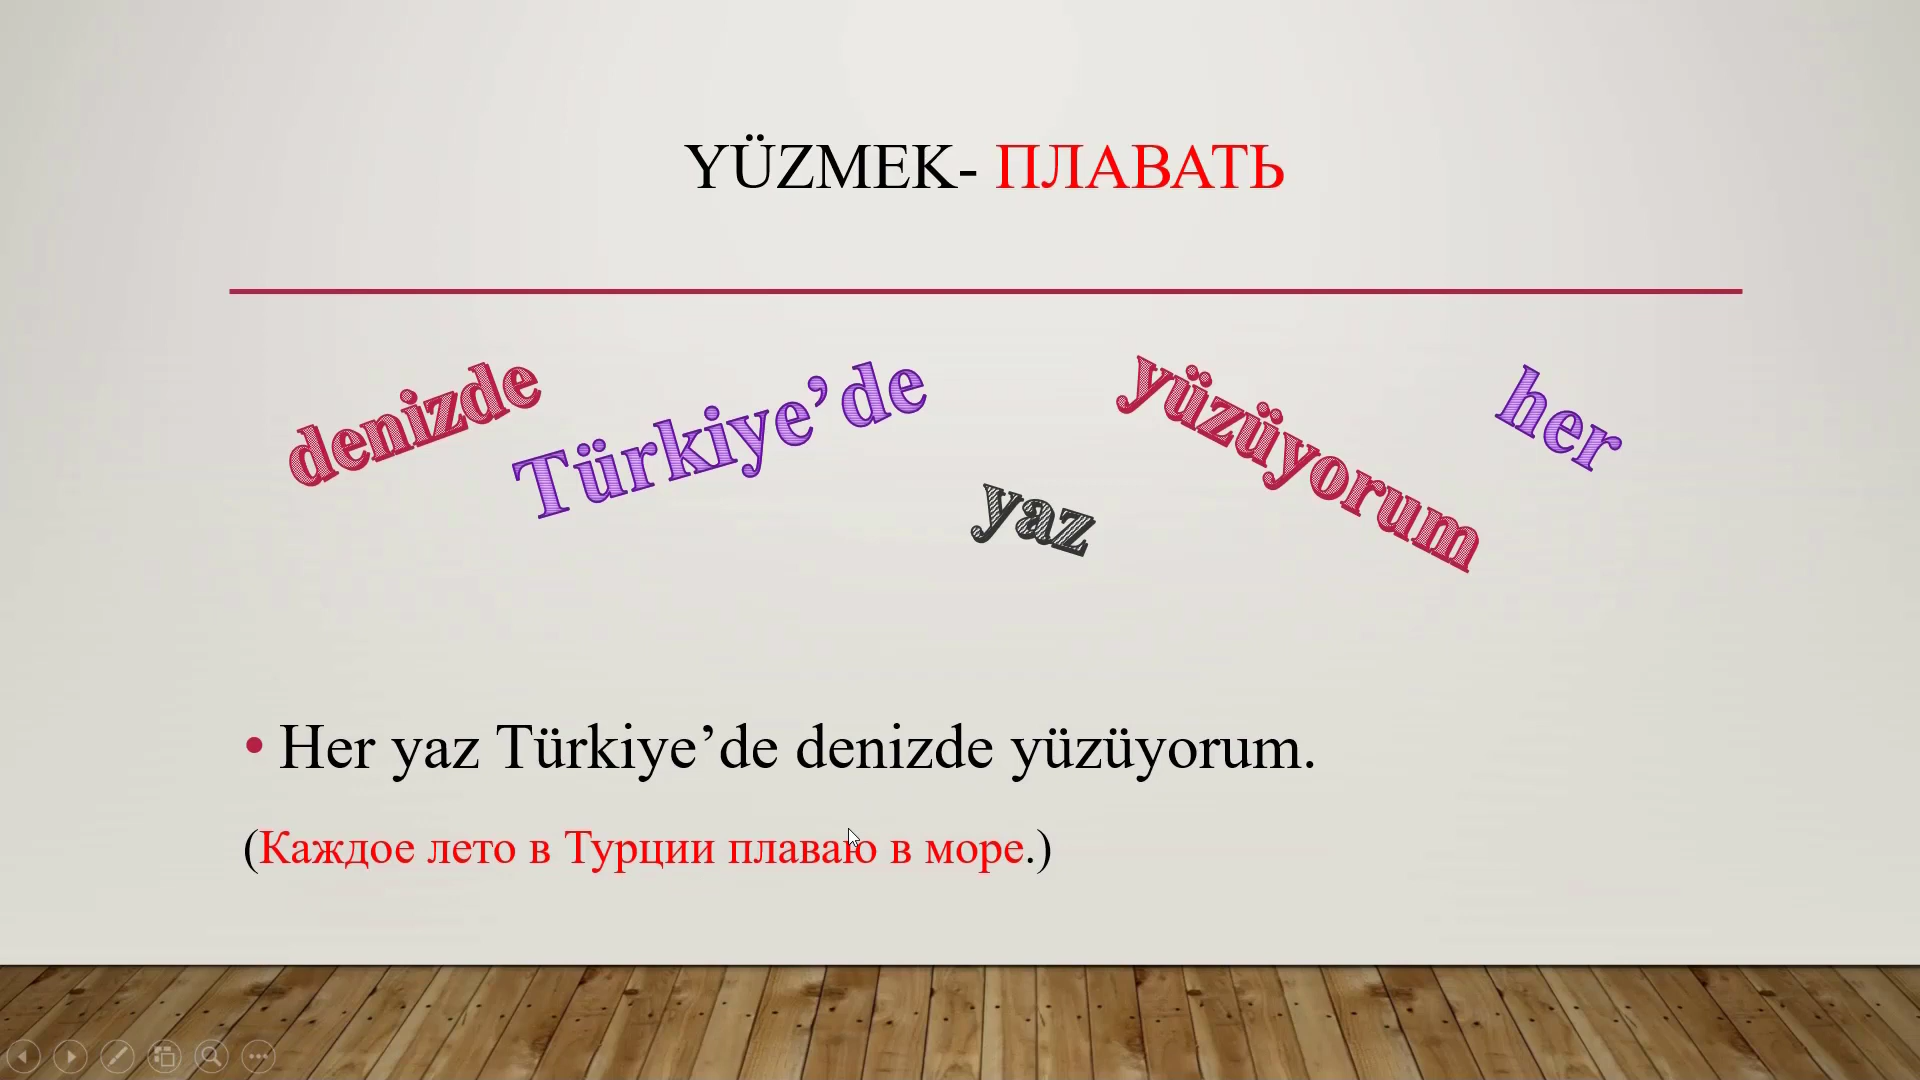 YÜZMEK- ПЛАВАТЬ
denizde
Türkiye’de
yaz
yüzüyorum
her
• Her yaz Türkiye’de denizde yüzüyorum.
(Каждое лето в Турции плаваю в море.)